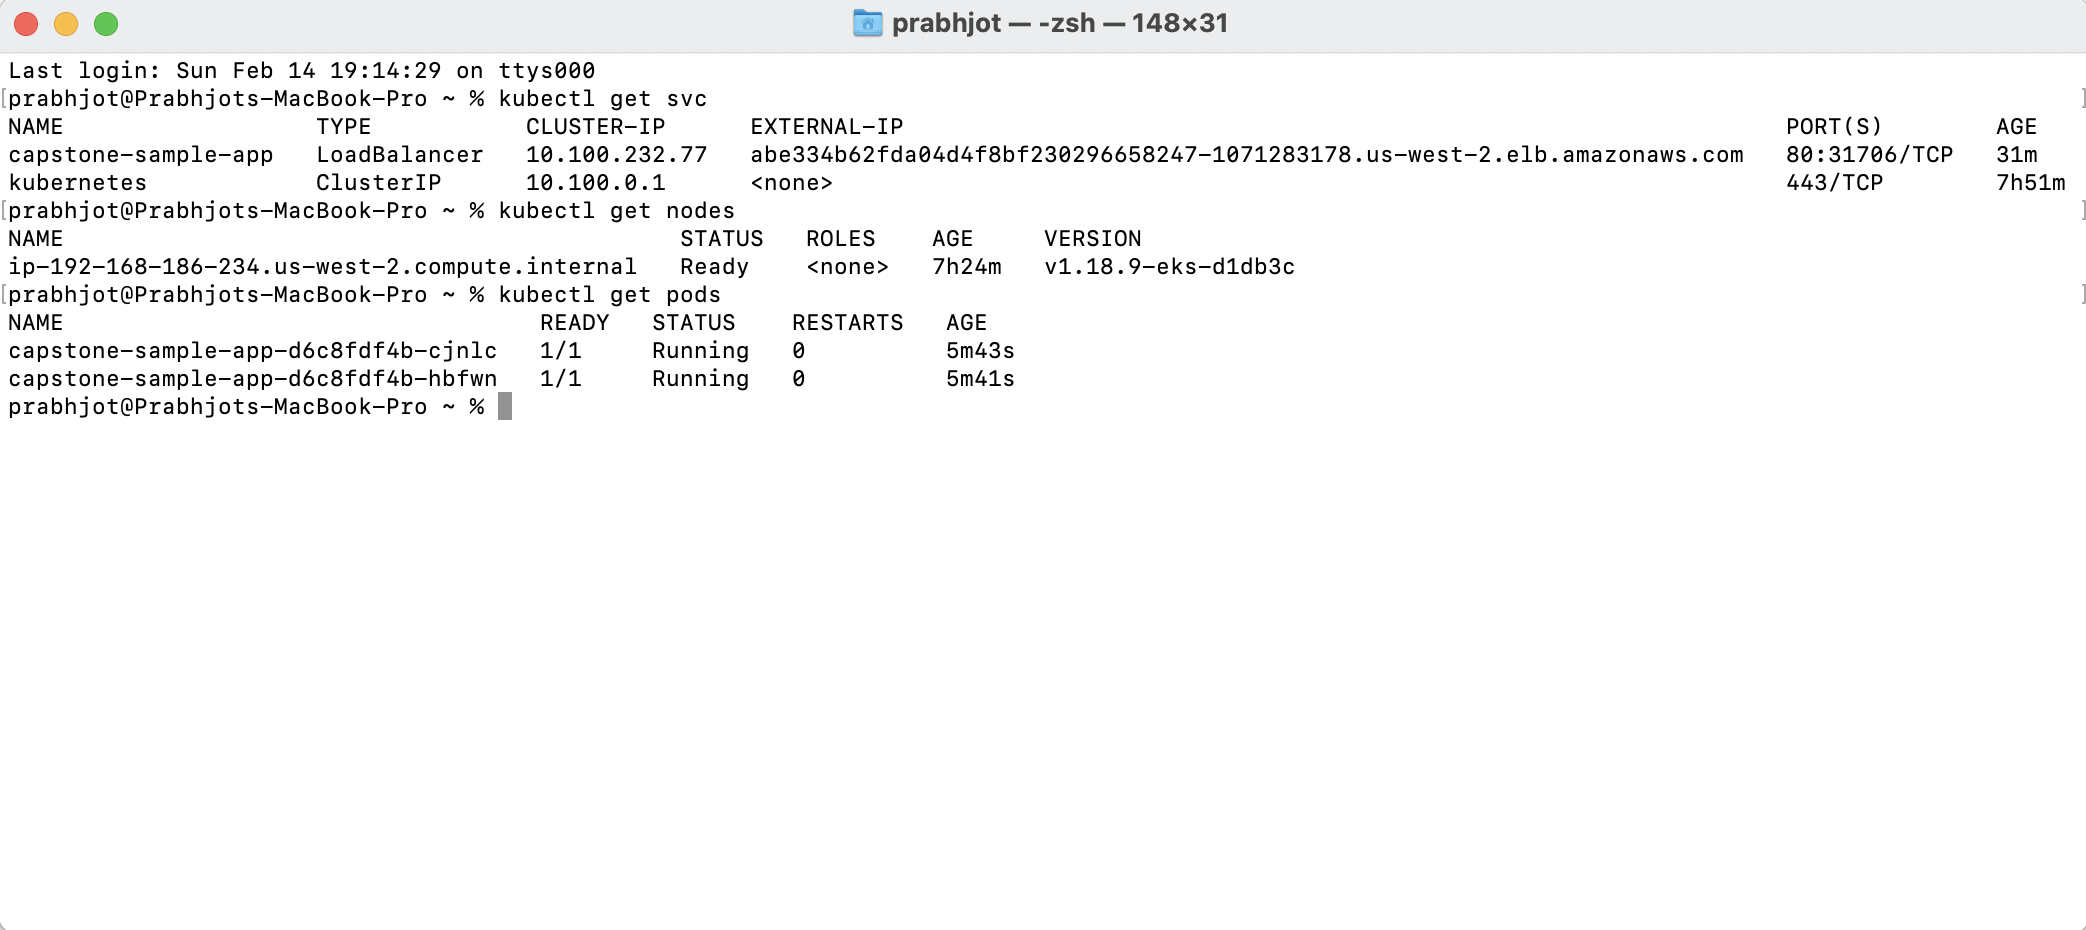 prabhjot — -zsh — 148×31
Last login: Sun Feb 14 19:14:29 on ttys000
[prabhjot@Prabhjots-MacBook-Pro ~ % kubectl get svc ]
NAME TYPE CLUSTER-IP EXTERNAL-IP PORT(S) AGE
capstone-sample-app LoadBalancer 10.100.232.77 abe334b62fda04d4f8bf230296658247-1071283178.us-west-2.elb.amazonaws.com 80:31706/TCP 31m
kubernetes ClusterIP 10.100.0.1 <none> 443/TCP 7h51m
[prabhjot@Prabhjots-MacBook-Pro ~ % kubectl get nodes ]
NAME STATUS ROLES AGE VERSION
ip-192-168-186-234.us-west-2.compute.internal Ready <none> 7h24m v1.18.9-eks-d1db3c
[prabhjot@Prabhjots-MacBook-Pro ~ % kubectl get pods ]
NAME READY STATUS RESTARTS AGE
capstone-sample-app-d6c8fdf4b-cjnlc 1/1 Running 0 5m43s
capstone-sample-app-d6c8fdf4b-hbfwn 1/1 Running 0 5m41s
prabhjot@Prabhjots-MacBook-Pro ~ %